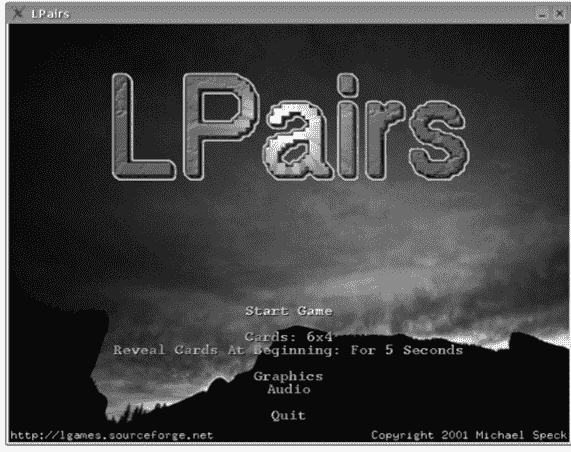 LPairs
LPairs
Start Game
Cards: 6x4
Reveal Cards At Beginning: For 5 Seconds
Graphics
Audio
Quit
http://lgames.sourceforge.net
Copyright 2001 Michael Speck